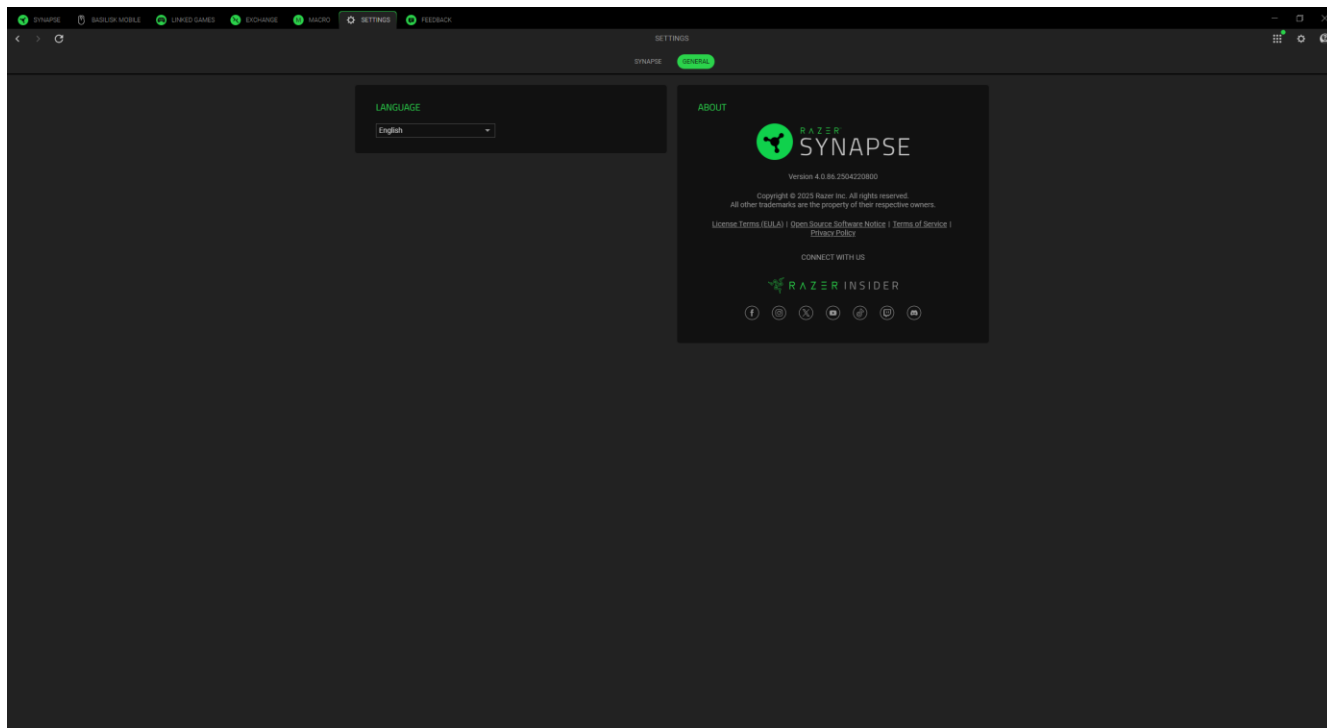 SYNAPSE BASILISK MOBILE LINKED GAMES EXCHANGE MACRO SETTINGS FEEDBACK
SETTINGS
SYNAPSE GENERAL
LANGUAGE
English
ABOUT
RAZER
SYNAPSE
Version 4.0.86.2504220800
Copyright © 2025 Razer Inc. All rights reserved.
All other trademarks are the property of their respective owners.
License Terms (EULA) | Open Source Software Notice | Terms of Service |
Privacy Policy
CONNECT WITH US
RAZER INSIDER